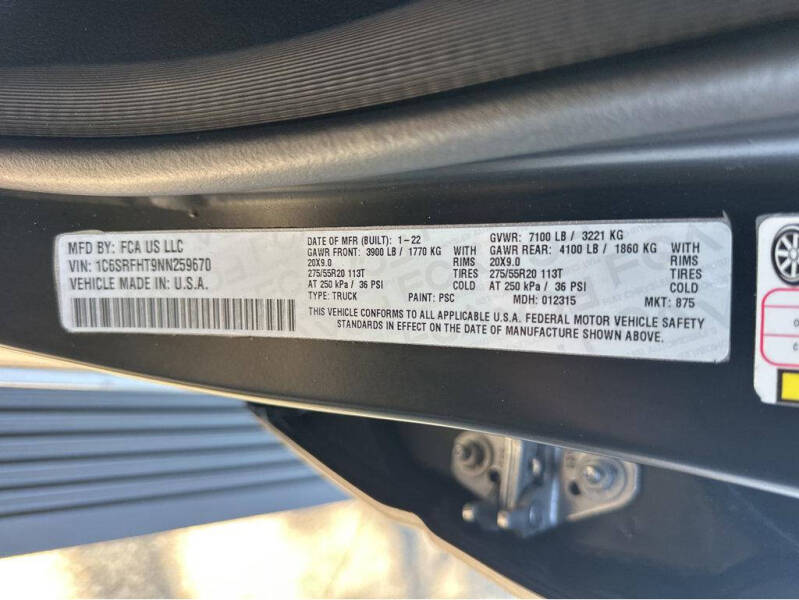 MFD BY: FCA US LLC
VIN: 1C6SRFHT9NN259670
VEHICLE MADE IN: U.S.A.
DATE OF MFR (BUILT): 1-22 GVWR: 7100 LB / 3221 KG
GAWR FRONT: 3900 LB / 1770 KG WITH GAWR REAR: 4100 LB / 1860 KG WITH
20X9.0 RIMS 20X9.0 RIMS
275/55R20 113T TIRES 275/55R20 113T TIRES
AT 250 kPa / 36 PSI COLD AT 250 kPa / 36 PSI COLD
TYPE: TRUCK PAINT: PSC MDH: 012315 MKT: 875
THIS VEHICLE CONFORMS TO ALL APPLICABLE U.S.A. FEDERAL MOTOR VEHICLE SAFETY
STANDARDS IN EFFECT ON THE DATE OF MANUFACTURE SHOWN ABOVE.